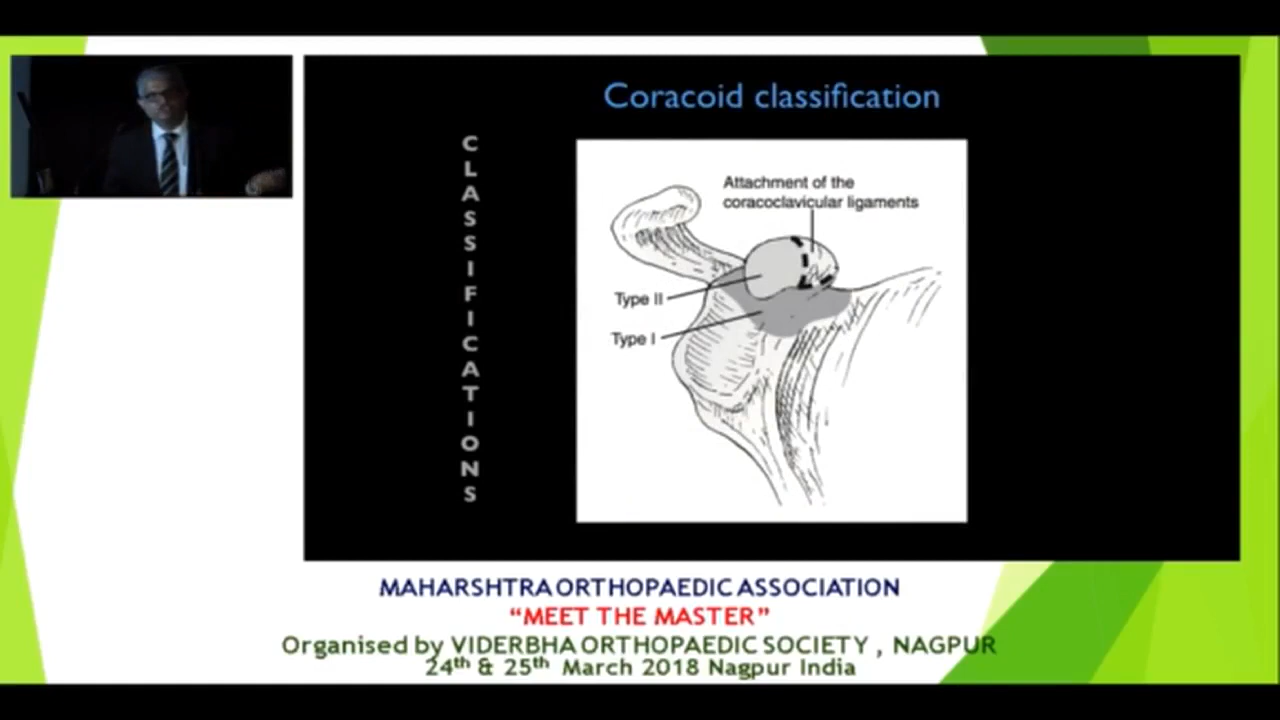 Coracoid classification
CLASSIFICATIONS
Attachment of the
coracoclavicular ligaments
Type II
Type I
MAHARSHTRA ORTHOPAEDIC ASSOCIATION
“MEET THE MASTER”
Organised by VIDERBHA ORTHOPAEDIC SOCIETY , NAGPUR
24th & 25th March 2018 Nagpur India